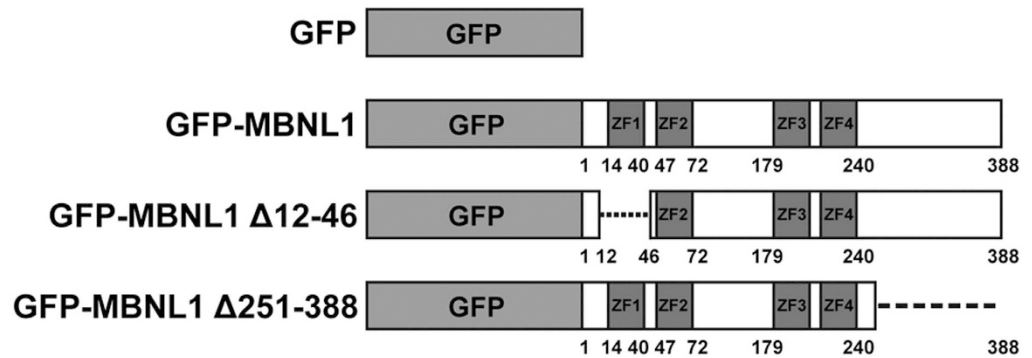 GFP GFP
GFP-MBNL1 GFP ZF1 ZF2 ZF3 ZF4
1 14 40 47 72 179 240 388
GFP-MBNL1 Δ12-46 GFP ZF2 ZF3 ZF4
1 12 46 72 179 240 388
GFP-MBNL1 Δ251-388 GFP ZF1 ZF2 ZF3 ZF4
1 14 40 47 72 179 240 388